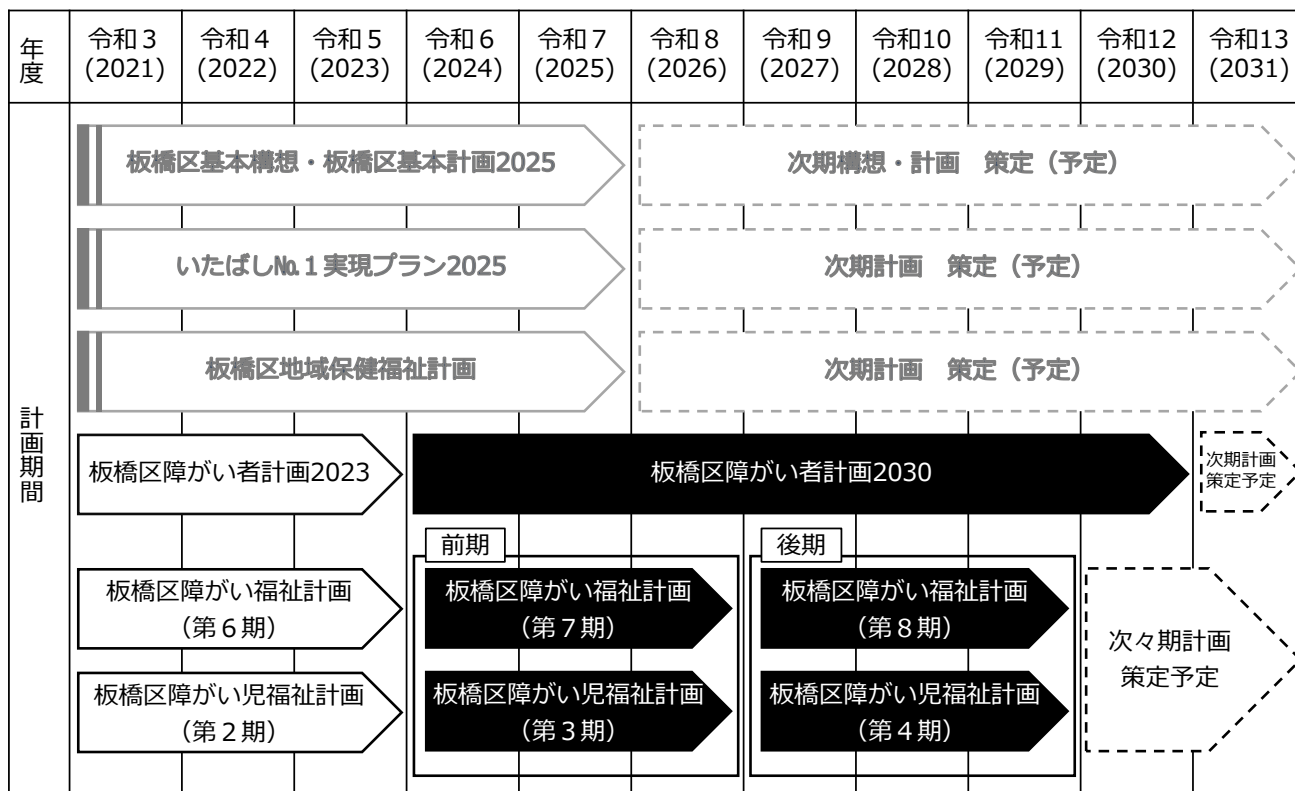 年度
令和3
(2021)
令和4
(2022)
令和5
(2023)
令和6
(2024)
令和7
(2025)
令和8
(2026)
令和9
(2027)
令和10
(2028)
令和11
(2029)
令和12
(2030)
令和13
(2031)
計画期間
板橋区基本構想・板橋区基本計画2025
次期構想・計画　策定（予定）
いたばし№1実現プラン2025
次期計画　策定（予定）
板橋区地域保健福祉計画
次期計画　策定（予定）
板橋区障がい者計画2023
板橋区障がい者計画2030
次期計画
策定予定
前期
後期
板橋区障がい福祉計画
（第６期）
板橋区障がい福祉計画
（第７期）
板橋区障がい福祉計画
（第８期）
板橋区障がい児福祉計画
（第２期）
板橋区障がい児福祉計画
（第３期）
板橋区障がい児福祉計画
（第４期）
次々期計画
策定予定